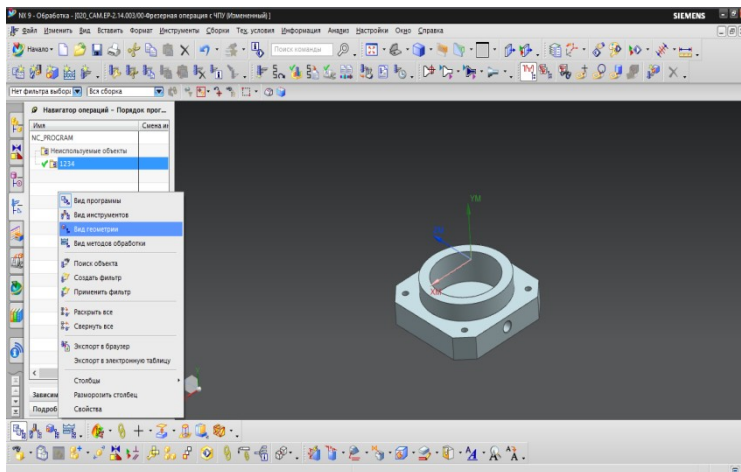 NX 9 - Обработка - [020_CAM.EP-2.14.003/00-Фрезерная операция с ЧПУ (Измененный) ]
SIEMENS
Файл Изменить Вид Вставить Формат Инструменты Сборки Тех. условия Информация Анализ Настройки Окно Справка
Начало
Поиск команды
Нет фильтра выбора
Вся сборка
Навигатор операций - Порядок прог...
Имя
Смена ин
NC_PROGRAM
Неиспользуемые объекты
1234
Вид программы
Вид инструментов
Вид геометрии
Вид методов обработки
Поиск объекта
Создать фильтр
Применить фильтр
Раскрыть все
Свернуть все
Экспорт в браузер
Экспорт в электронную таблицу
Столбцы
Разморозить столбец
Свойства
Зависим
Подроб
YM
XM